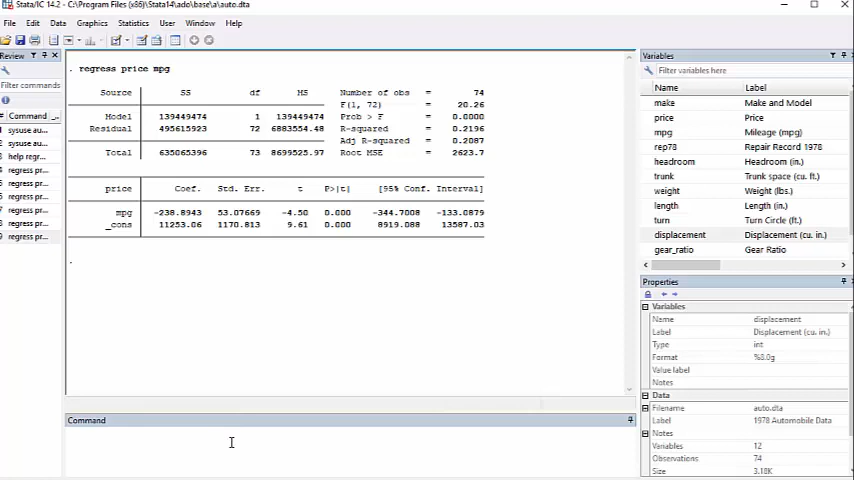 Stata/IC 14.2 - C:\Program Files (x86)\Stata14\ado\base\a\auto.dta
File Edit Data Graphics Statistics User Window Help
Review
Filter commands
# Command
1 sysuse au...
2 sysuse au...
3 help regr...
4 regress pr...
5 regress pr...
6 regress pr...
7 regress pr...
8 regress pr...
9 regress pr...
. regress price mpg
Source SS df MS Number of obs = 74
F(1, 72) = 20.26
Model 139449474 1 139449474 Prob > F = 0.0000
Residual 495615923 72 6883554.48 R-squared = 0.2196
Adj R-squared = 0.2087
Total 635065396 73 8699525.97 Root MSE = 2623.7
price Coef. Std. Err. t P>|t| [95% Conf. Interval]
mpg -238.8943 53.07669 -4.50 0.000 -344.7008 -133.0879
_cons 11253.06 1170.813 9.61 0.000 8919.088 13587.03
.
Command
Variables
Filter variables here
Name Label
make Make and Model
price Price
mpg Mileage (mpg)
rep78 Repair Record 1978
headroom Headroom (in.)
trunk Trunk space (cu. ft.)
weight Weight (lbs.)
length Length (in.)
turn Turn Circle (ft.)
displacement Displacement (cu. in.)
gear_ratio Gear Ratio
Properties
Variables
Name displacement
Label Displacement (cu. in.)
Type int
Format %8.0g
Value label
Notes
Data
Filename auto.dta
Label 1978 Automobile Data
Notes
Variables 12
Observations 74
Size 3.18K